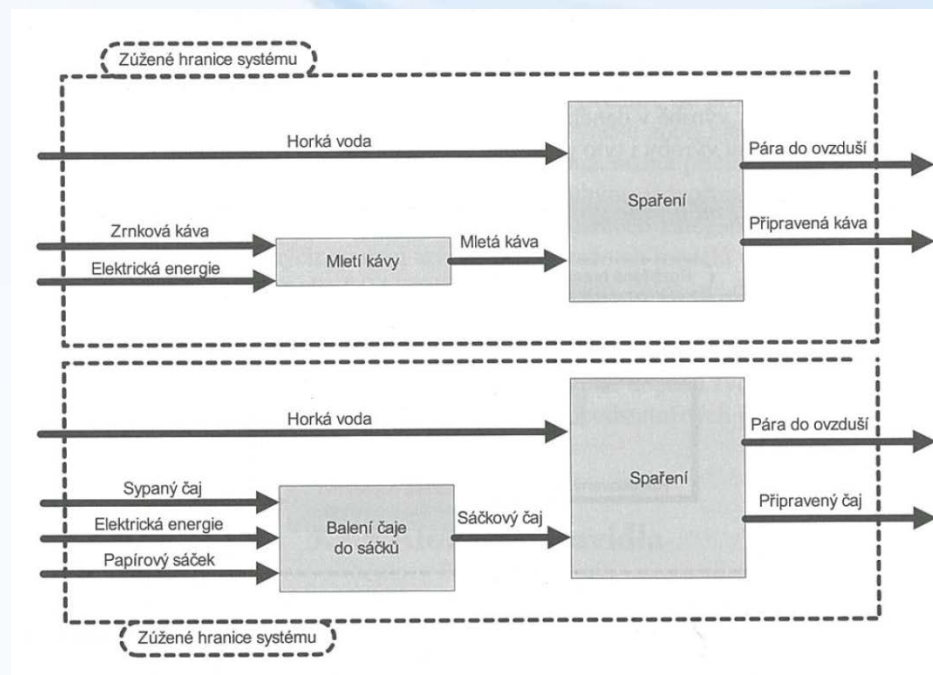 Zúžené hranice systému
Horká voda
Zrnková káva
Elektrická energie
Mletí kávy
Mletá káva
Spaření
Pára do ovzduší
Připravená káva
Horká voda
Sypaný čaj
Elektrická energie
Papírový sáček
Balení čaje
do sáčků
Sáčkový čaj
Spaření
Pára do ovzduší
Připravený čaj
Zúžené hranice systému